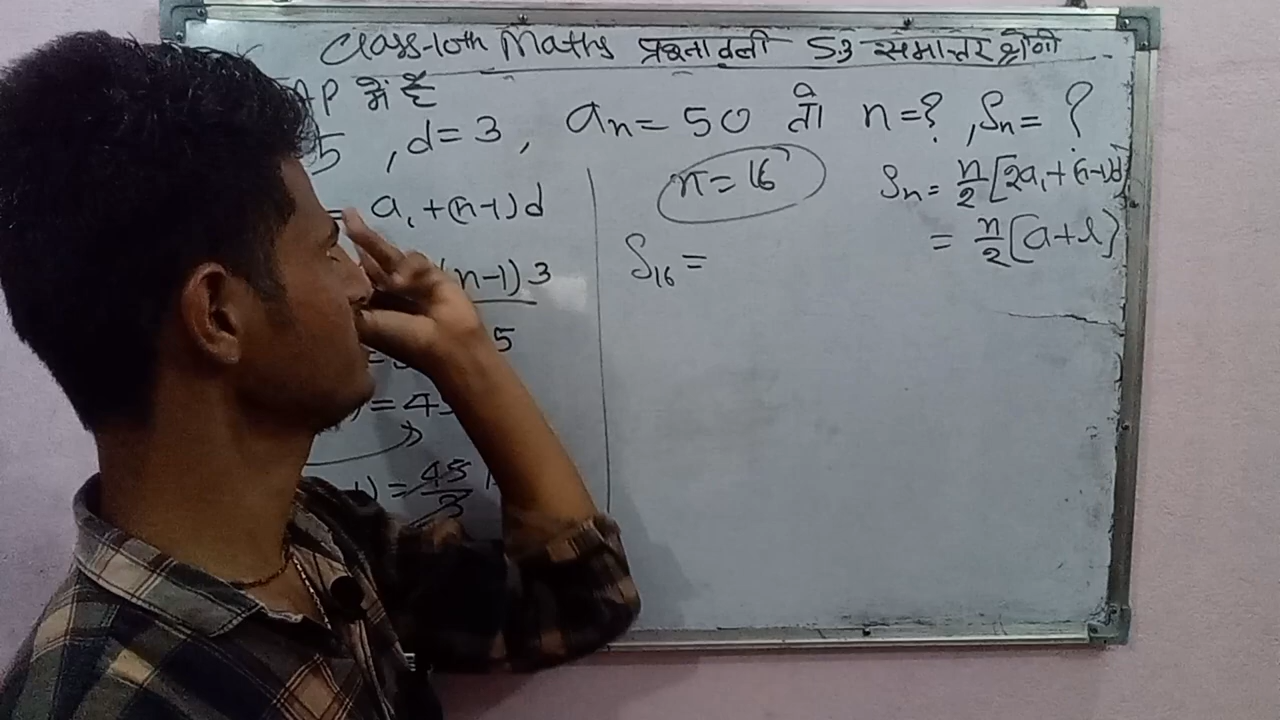 Class-10th Maths प्रश्नावली 5.3 समान्तर श्रेणी
AP में है
5, d=3, an=50 तो n=?, Sn=?
= a₁+(n-1)d
(n-1)3
5
=45
) = 45/3
n=16
S₁₆=
Sn = n/2[2a₁+(n-1)d]
= n/2[a+l]